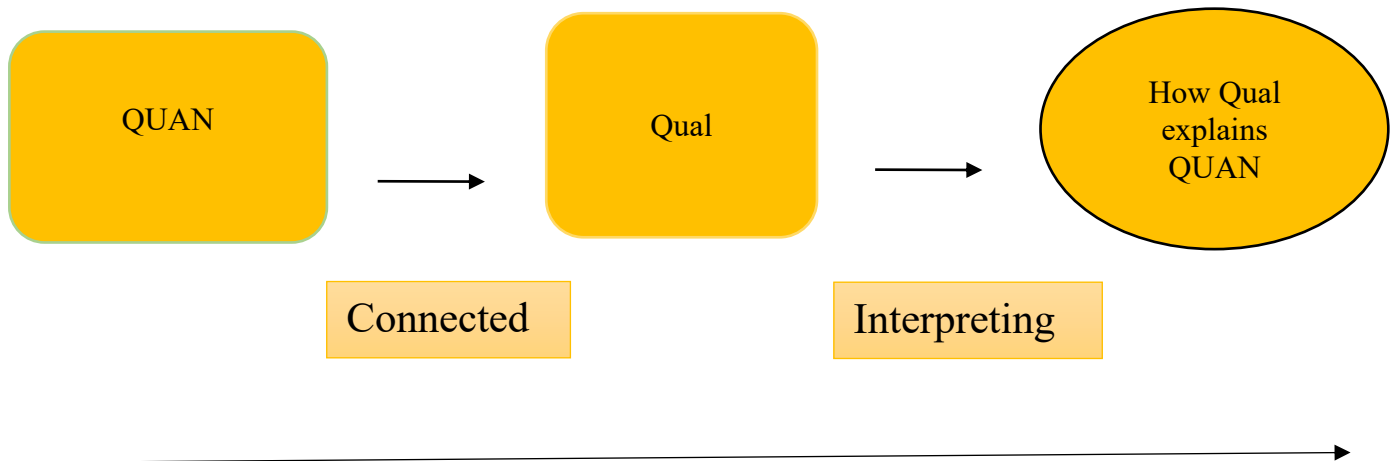 QUAN
Qual
How Qual
explains
QUAN
Connected
Interpreting